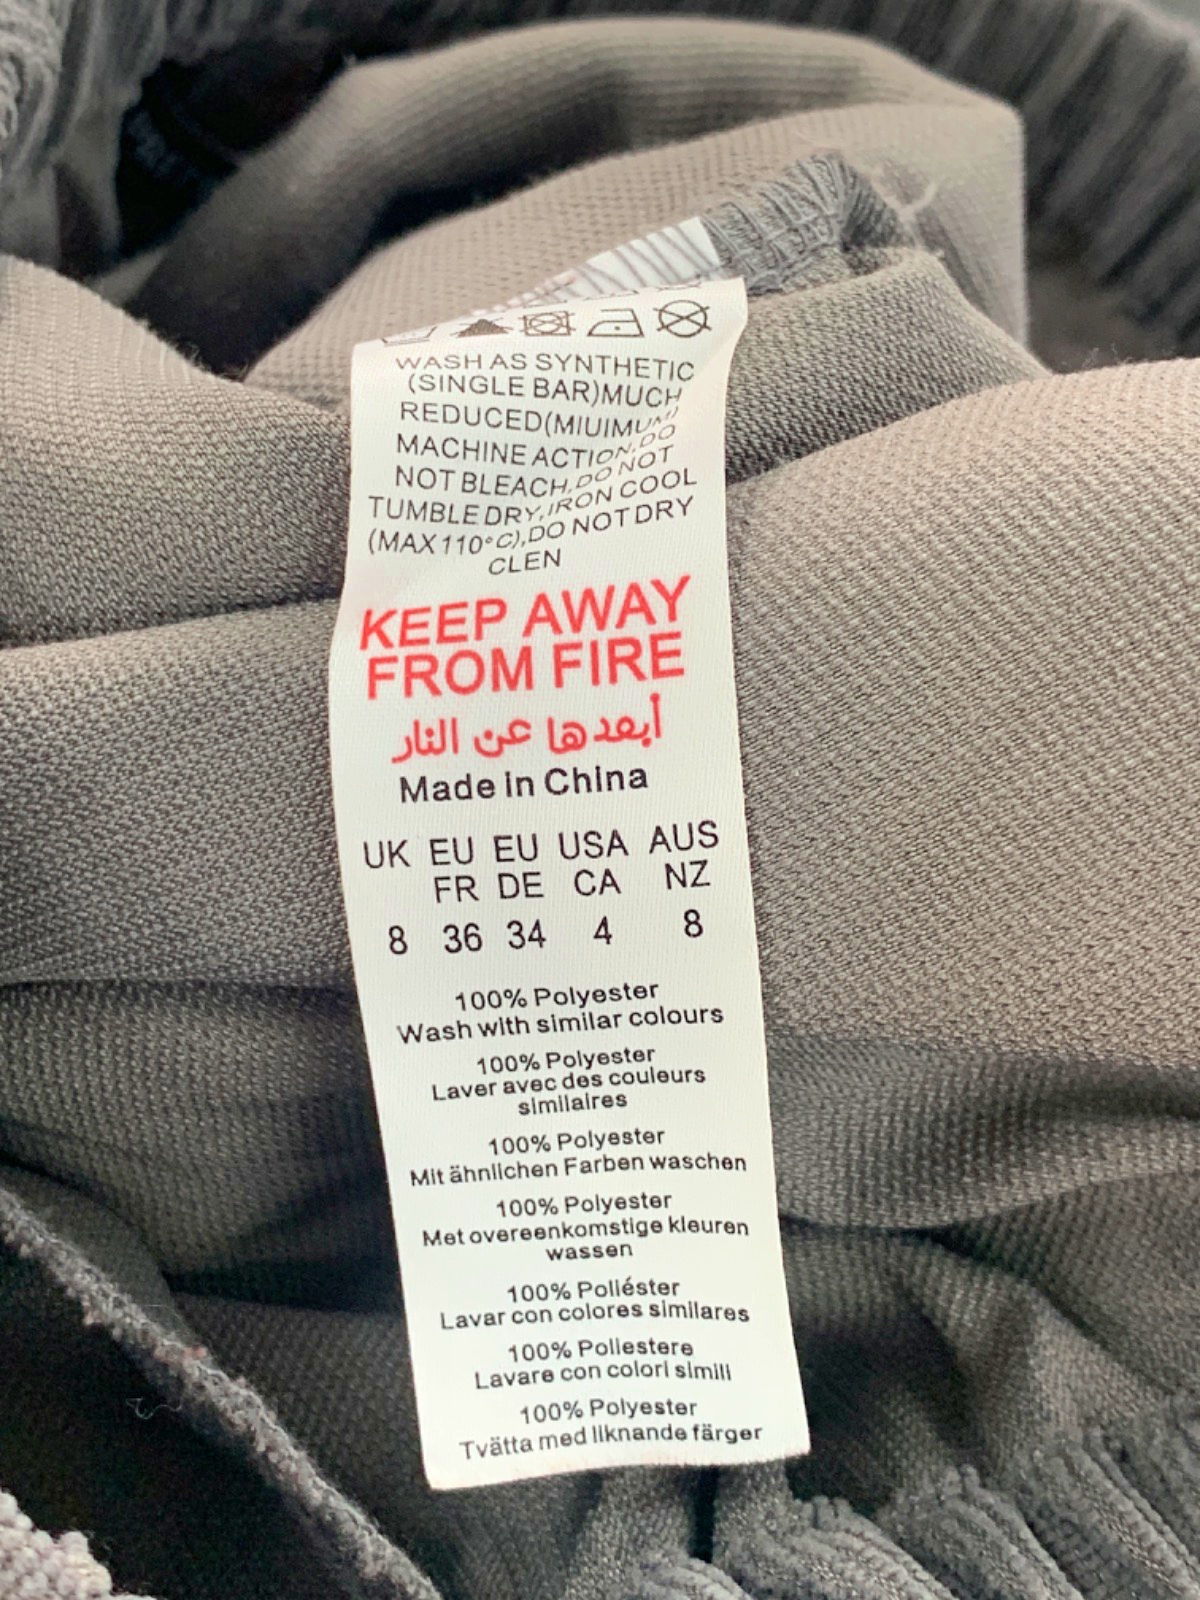 WASH AS SYNTHETIC
(SINGLE BAR)MUCH
REDUCED(MIUIMUM)
MACHINE ACTION,DO
NOT BLEACH,DO NOT
TUMBLE DRY,IRON COOL
(MAX110°C),DO NOT DRY
CLEN
KEEP AWAY
FROM FIRE
أبعدها عن النار
Made in China
UK EU EU USA AUS
FR DE CA NZ
8 36 34 4 8
100% Polyester
Wash with similar colours
100% Polyester
Laver avec des couleurs
similaires
100% Polyester
Mit ähnlichen Farben waschen
100% Polyester
Met overeenkomstige kleuren
wassen
100% Poliéster
Lavar con colores similares
100% Poliestere
Lavare con colori simili
100% Polyester
Tvätta med liknande färger